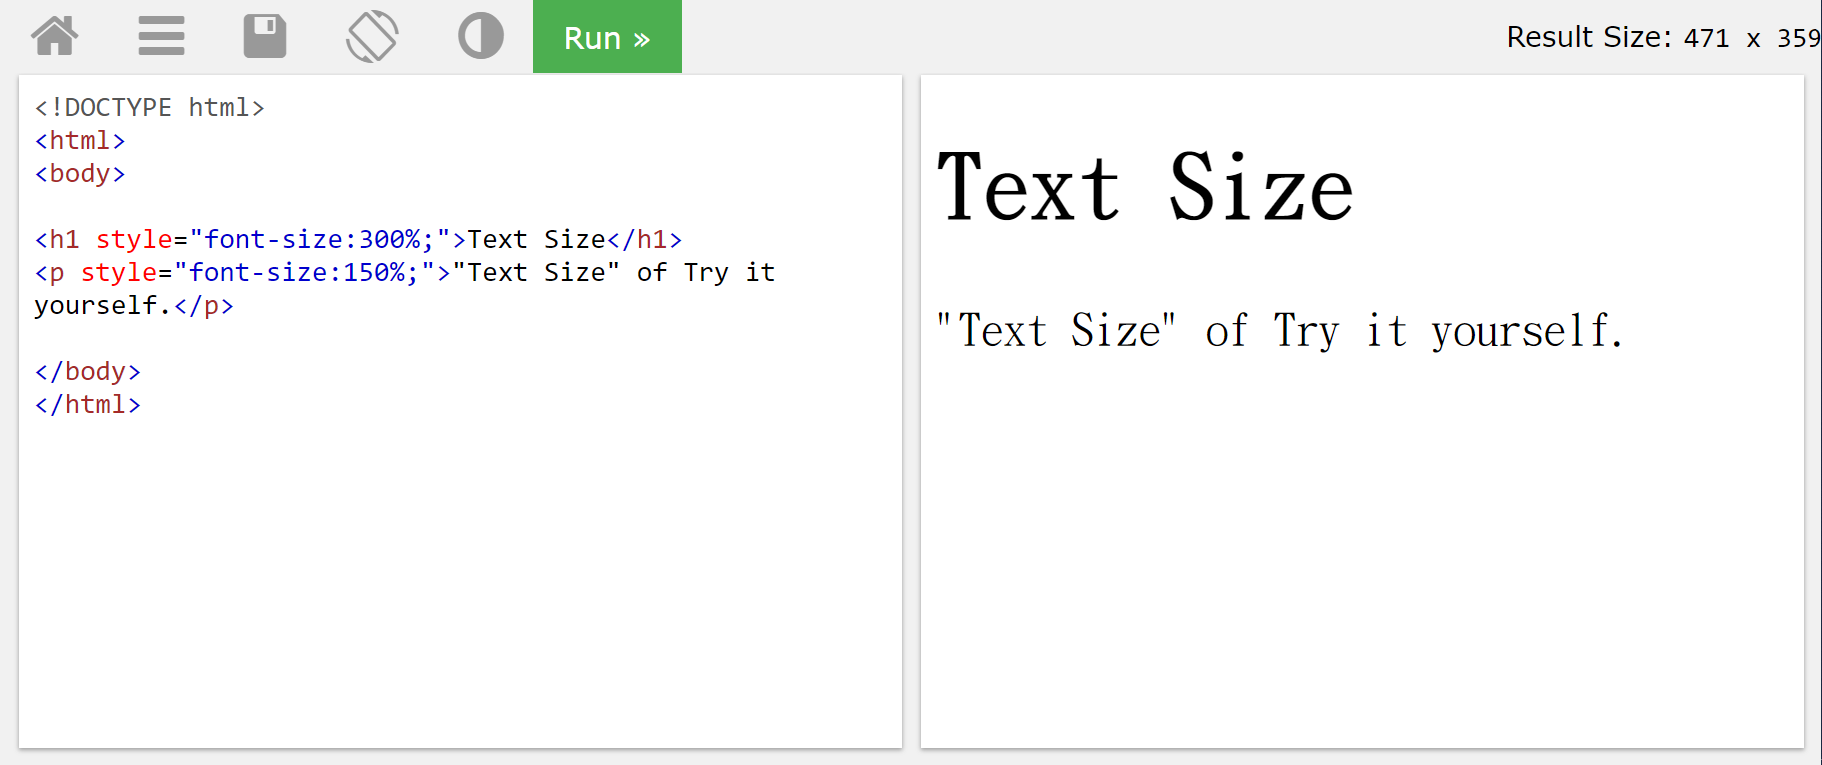 Run »
Result Size: 471 x 359
<!DOCTYPE html>
<html>
<body>
<h1 style="font-size:300%;">Text Size</h1>
<p style="font-size:150%;">"Text Size" of Try it
yourself.</p>
</body>
</html>
Text Size
"Text Size" of Try it yourself.